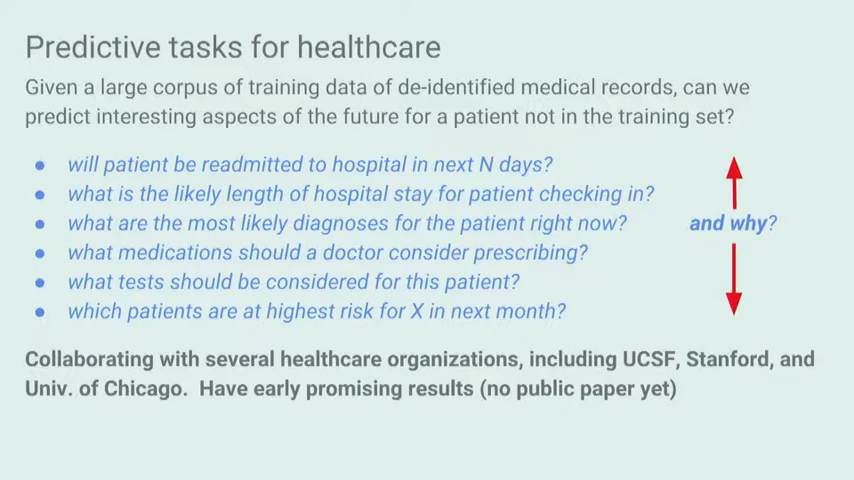 Predictive tasks for healthcare
Given a large corpus of training data of de-identified medical records, can we
predict interesting aspects of the future for a patient not in the training set?
● will patient be readmitted to hospital in next N days?
● what is the likely length of hospital stay for patient checking in?
● what are the most likely diagnoses for the patient right now?
and why?
● what medications should a doctor consider prescribing?
● what tests should be considered for this patient?
● which patients are at highest risk for X in next month?
Collaborating with several healthcare organizations, including UCSF, Stanford, and
Univ. of Chicago.  Have early promising results (no public paper yet)